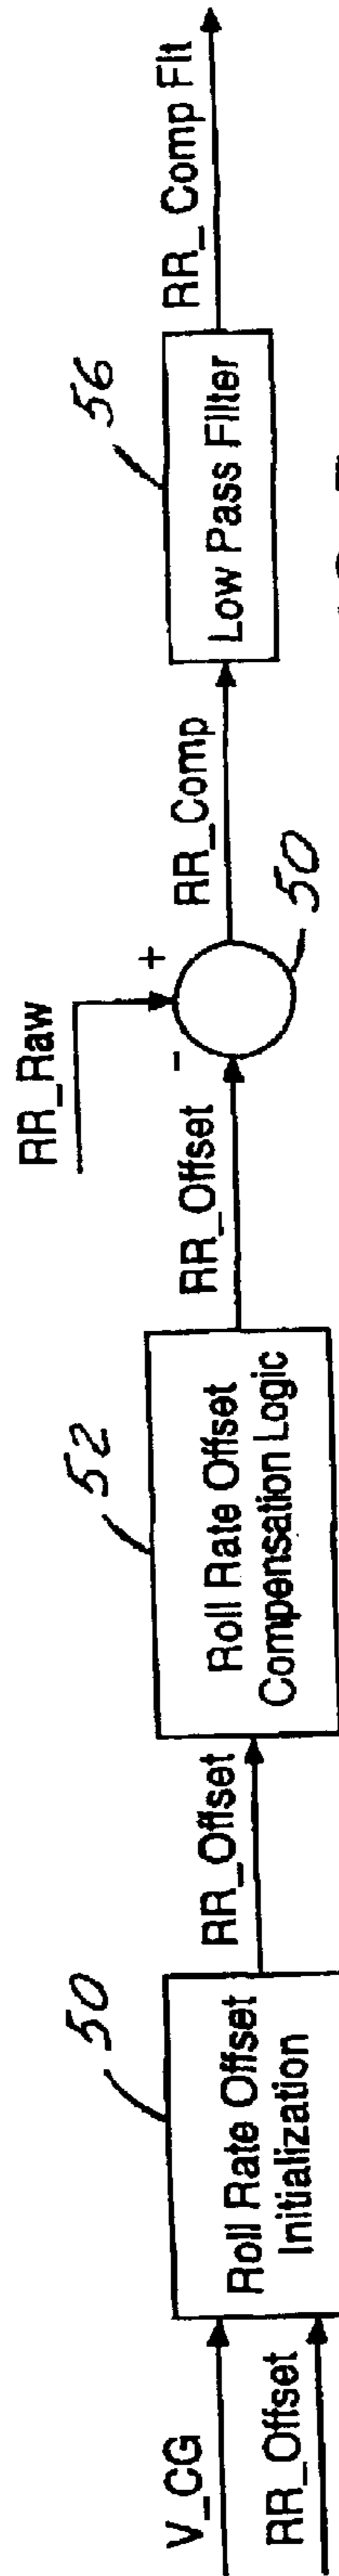 V_CG
RR_Offset
50
Roll Rate Offset
Initialization
RR_Offset
52
Roll Rate Offset
Compensation Logic
RR_Offset
RR_Raw
+
-
50
RR_Comp
56
Low Pass Filter
RR_Comp Flt